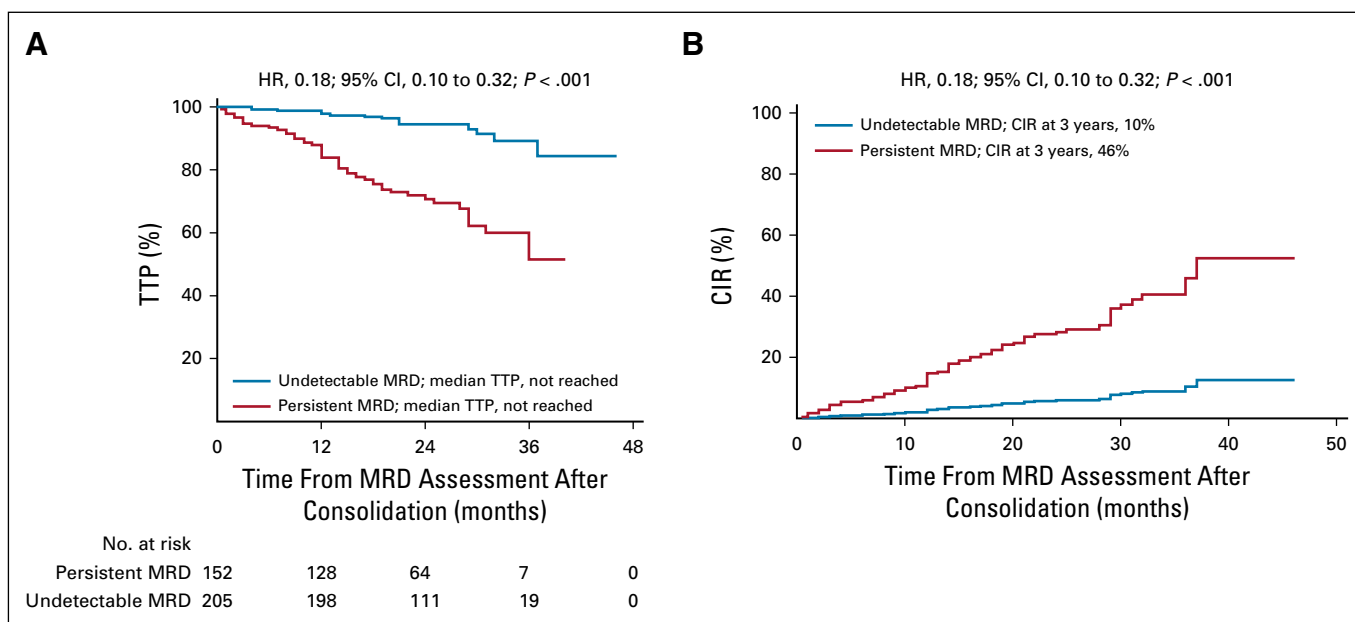 A
HR, 0.18; 95% CI, 0.10 to 0.32; P < .001
TTP (%)
100
80
60
40
20
Undetectable MRD; median TTP, not reached
Persistent MRD; median TTP, not reached
0 12 24 36 48
Time From MRD Assessment After
Consolidation (months)
No. at risk
Persistent MRD 152 128 64 7 0
Undetectable MRD 205 198 111 19 0
B
HR, 0.18; 95% CI, 0.10 to 0.32; P < .001
CIR (%)
100
80
60
40
20
Undetectable MRD; CIR at 3 years, 10%
Persistent MRD; CIR at 3 years, 46%
0 10 20 30 40 50
Time From MRD Assessment After
Consolidation (months)